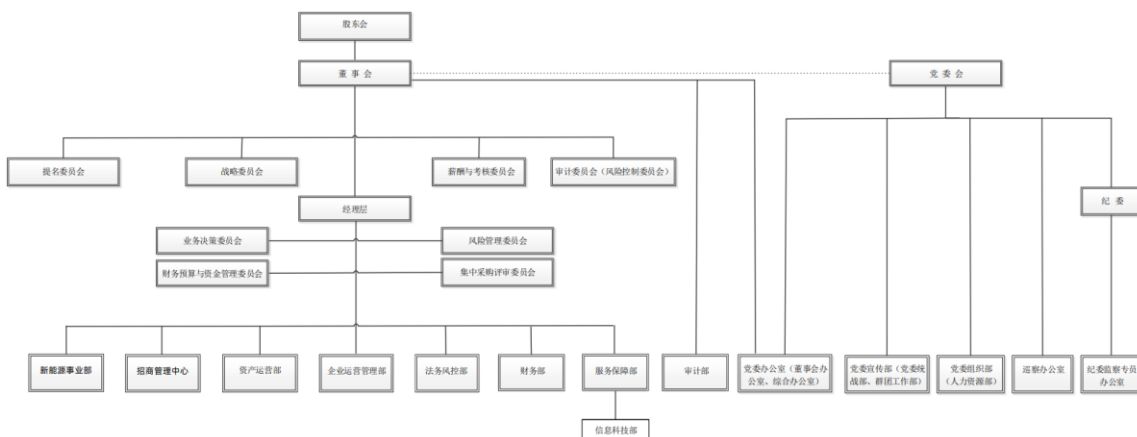 股东会
董 事 会
党 委 会
提名委员会
战略委员会
薪酬与考核委员会
审计委员会（风险控制委员会）
经理层
纪 委
业务决策委员会
风险管理委员会
财务预算与资金管理委员会
集中采购评审委员会
新能源事业部
招商管理中心
资产运营部
企业运营管理部
法务风控部
财务部
服务保障部
审计部
党委办公室（董事会办
公室、综合办公室）
党委宣传部（党委统
战部、群团工作部）
党委组织部
（人力资源部）
巡察办公室
纪委监察专员
办公室
信息科技部